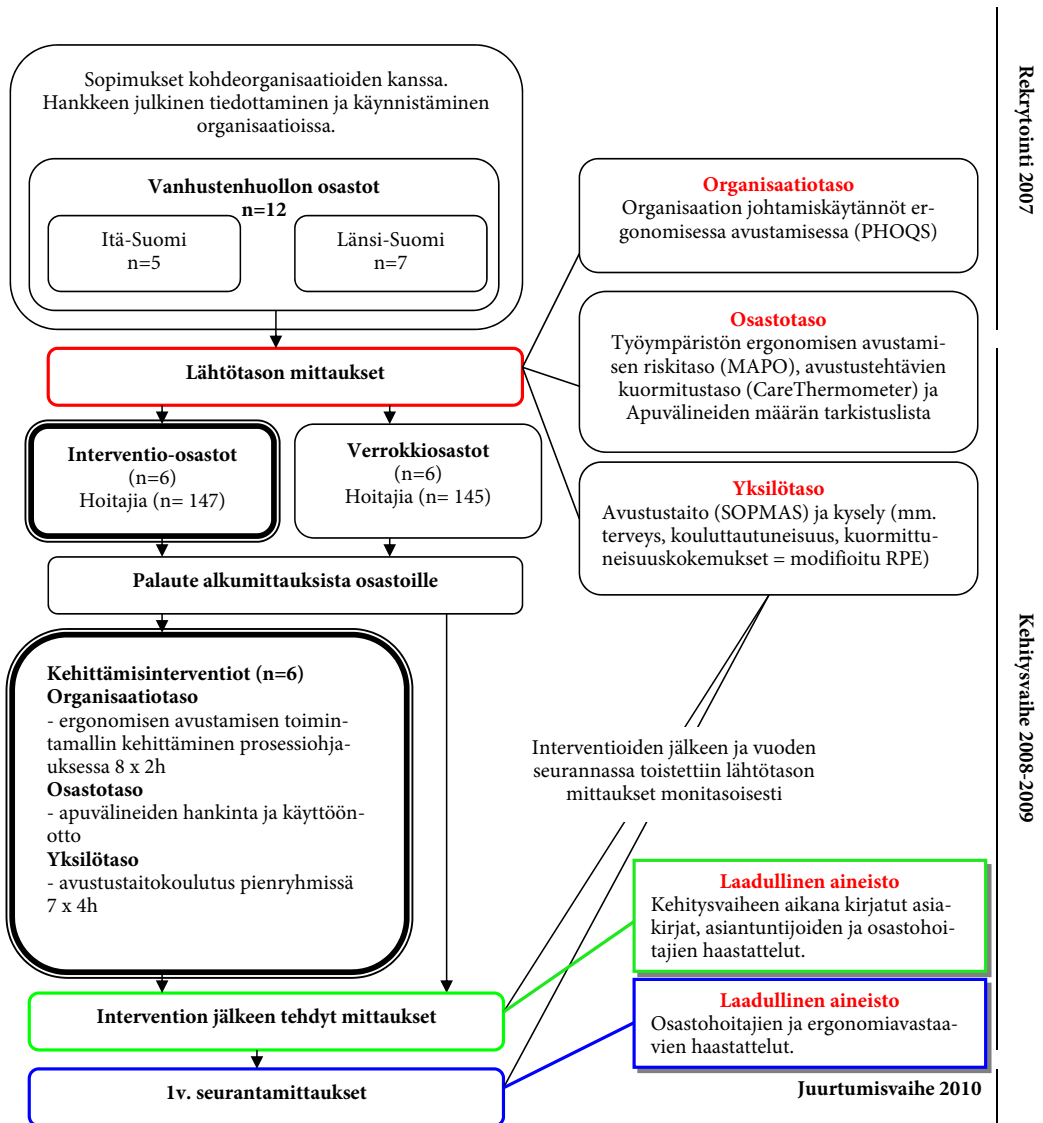 Sopimukset kohdeorganisaatioiden kanssa.
Hankkeen julkinen tiedottaminen ja käynnistäminen
organisaatioissa.
Vanhustenhuollon osastot
n=12
Itä-Suomi
n=5
Länsi-Suomi
n=7
Organisaatiotaso
Organisaation johtamiskäytännöt er-
gonomisessa avustamisessa (PHOQS)
Rekrytointi 2007
Osastotaso
Työympäristön ergonomisen avustami-
sen riskitaso (MAPO), avustustehtävien
kuormitustaso (CareThermometer) ja
Apuvälineiden määrän tarkistuslista
Lähtötason mittaukset
Interventio-osastot
(n=6)
Hoitajia (n= 147)
Verrokkiosastot
(n=6)
Hoitajia (n= 145)
Yksilötaso
Avustustaito (SOPMAS) ja kysely (mm.
terveys, kouluttautuneisuus, kuormittu-
neisuuskokemukset = modifioitu RPE)
Palaute alkumittauksista osastoille
Kehittämisinterventiot (n=6)
Organisaatiotaso
- ergonomisen avustamisen toimin-
tamallin kehittäminen prosessiohja-
uksessa 8 x 2h
Osastotaso
- apuvälineiden hankinta ja käyttöön-
otto
Yksilötaso
- avustustaitokoulutus pienryhmissä
7 x 4h
Interventioiden jälkeen ja vuoden
seurannassa toistettiin lähtötason
mittaukset monitasoisesti
Kehitysvaihe 2008-2009
Laadullinen aineisto
Kehitysvaiheen aikana kirjatut asia-
kirjat, asiantuntijoiden ja osastohoi-
tajien haastattelut.
Intervention jälkeen tehdyt mittaukset
Laadullinen aineisto
Osastohoitajien ja ergonomiavastaa-
vien haastattelut.
1v. seurantamittaukset
Juurtumisvaihe 2010